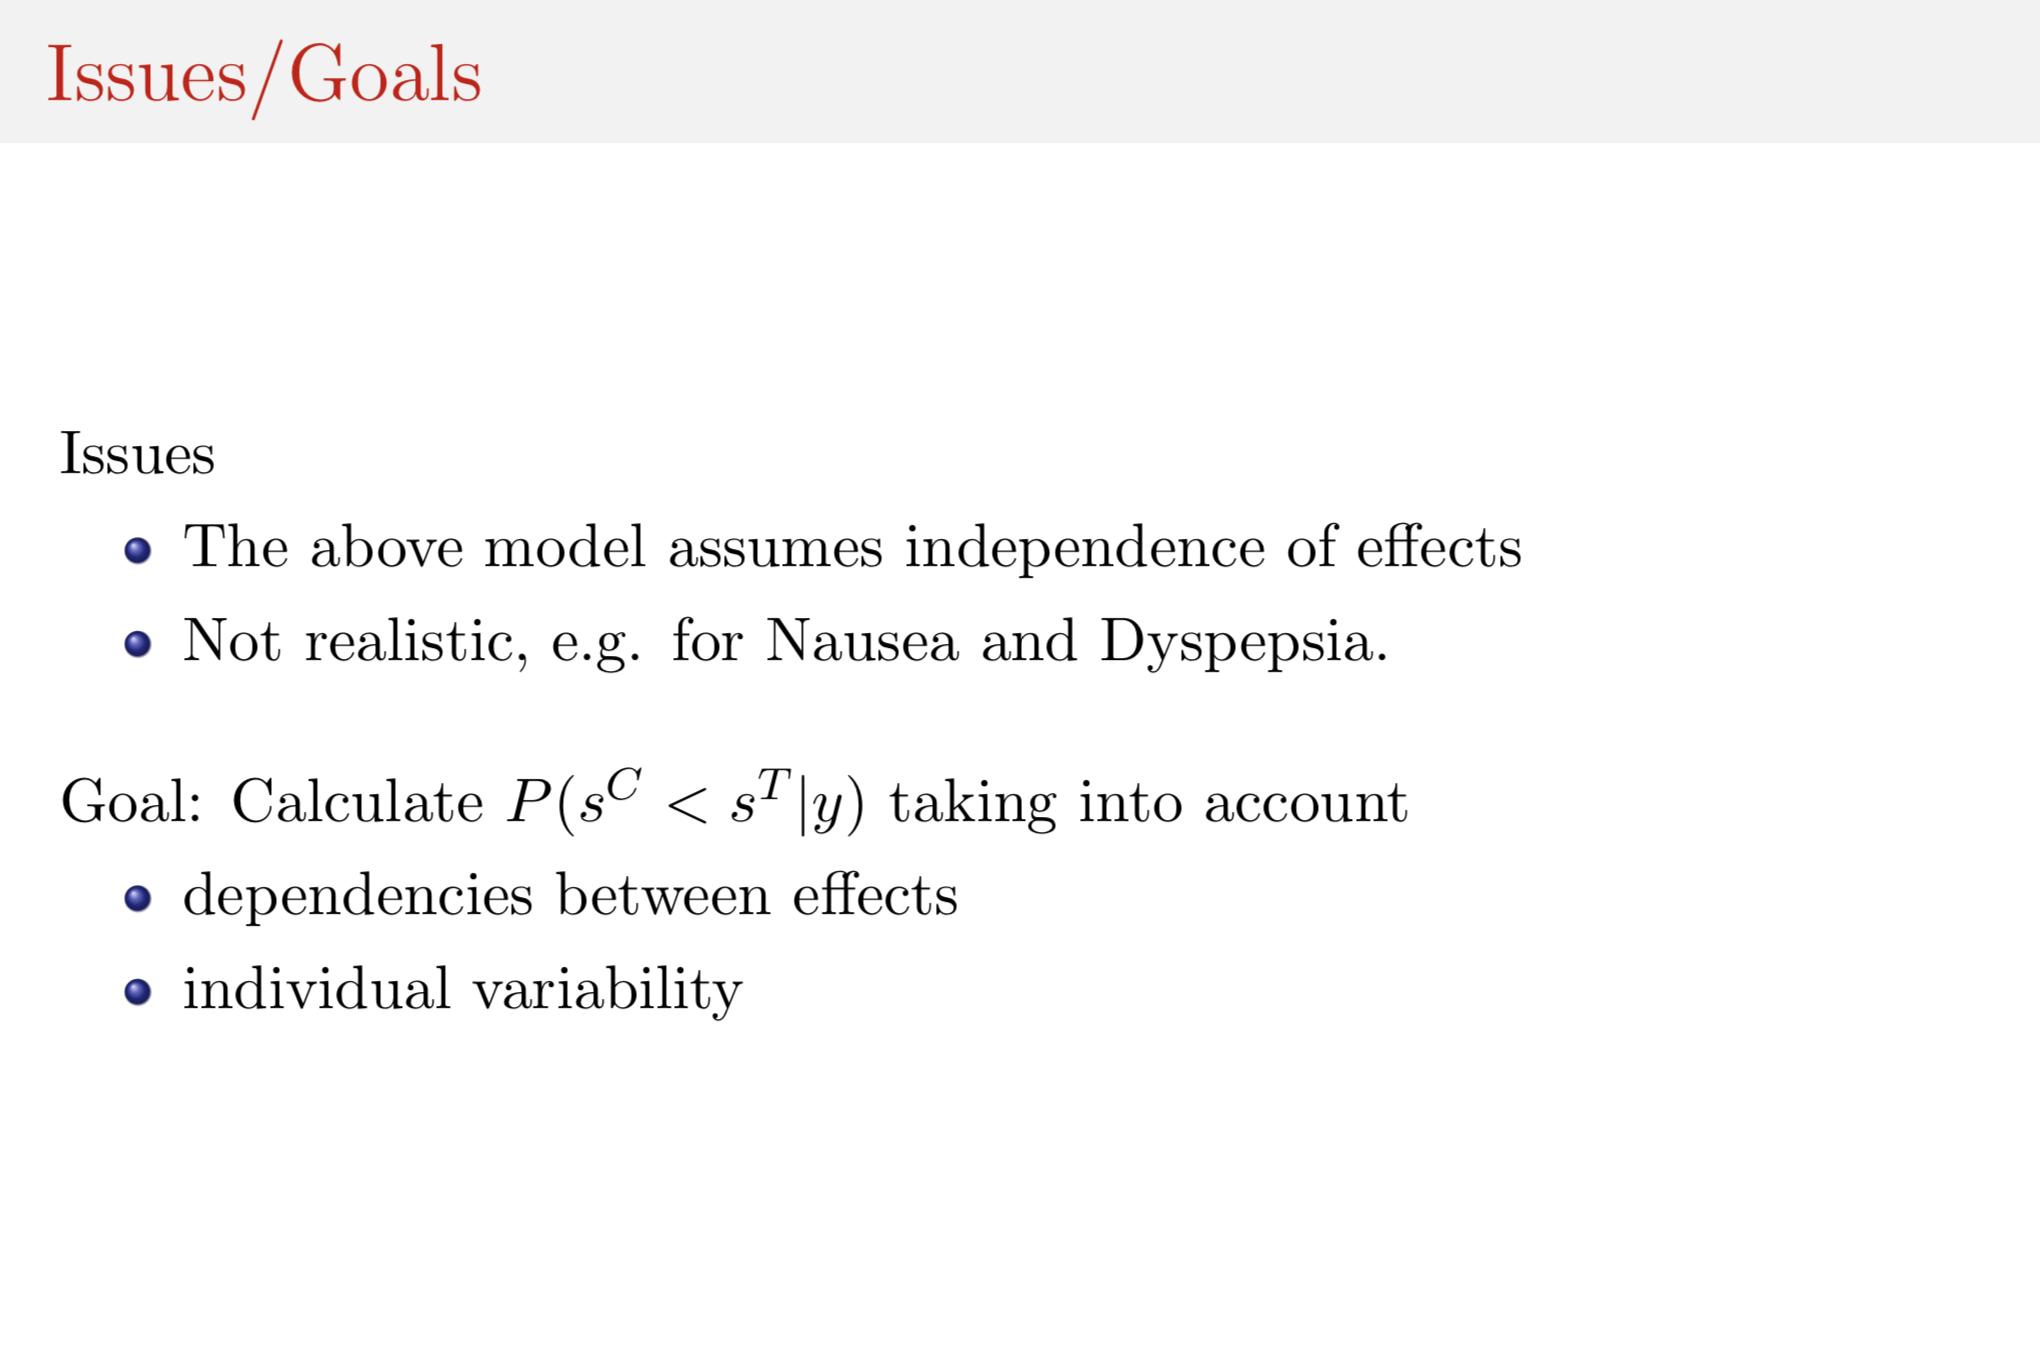 Issues/Goals
Issues
The above model assumes independence of effects
Not realistic, e.g. for Nausea and Dyspepsia.
Goal: Calculate $P(s^C < s^T|y)$ taking into account
dependencies between effects
individual variability